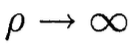 ρ → ∞